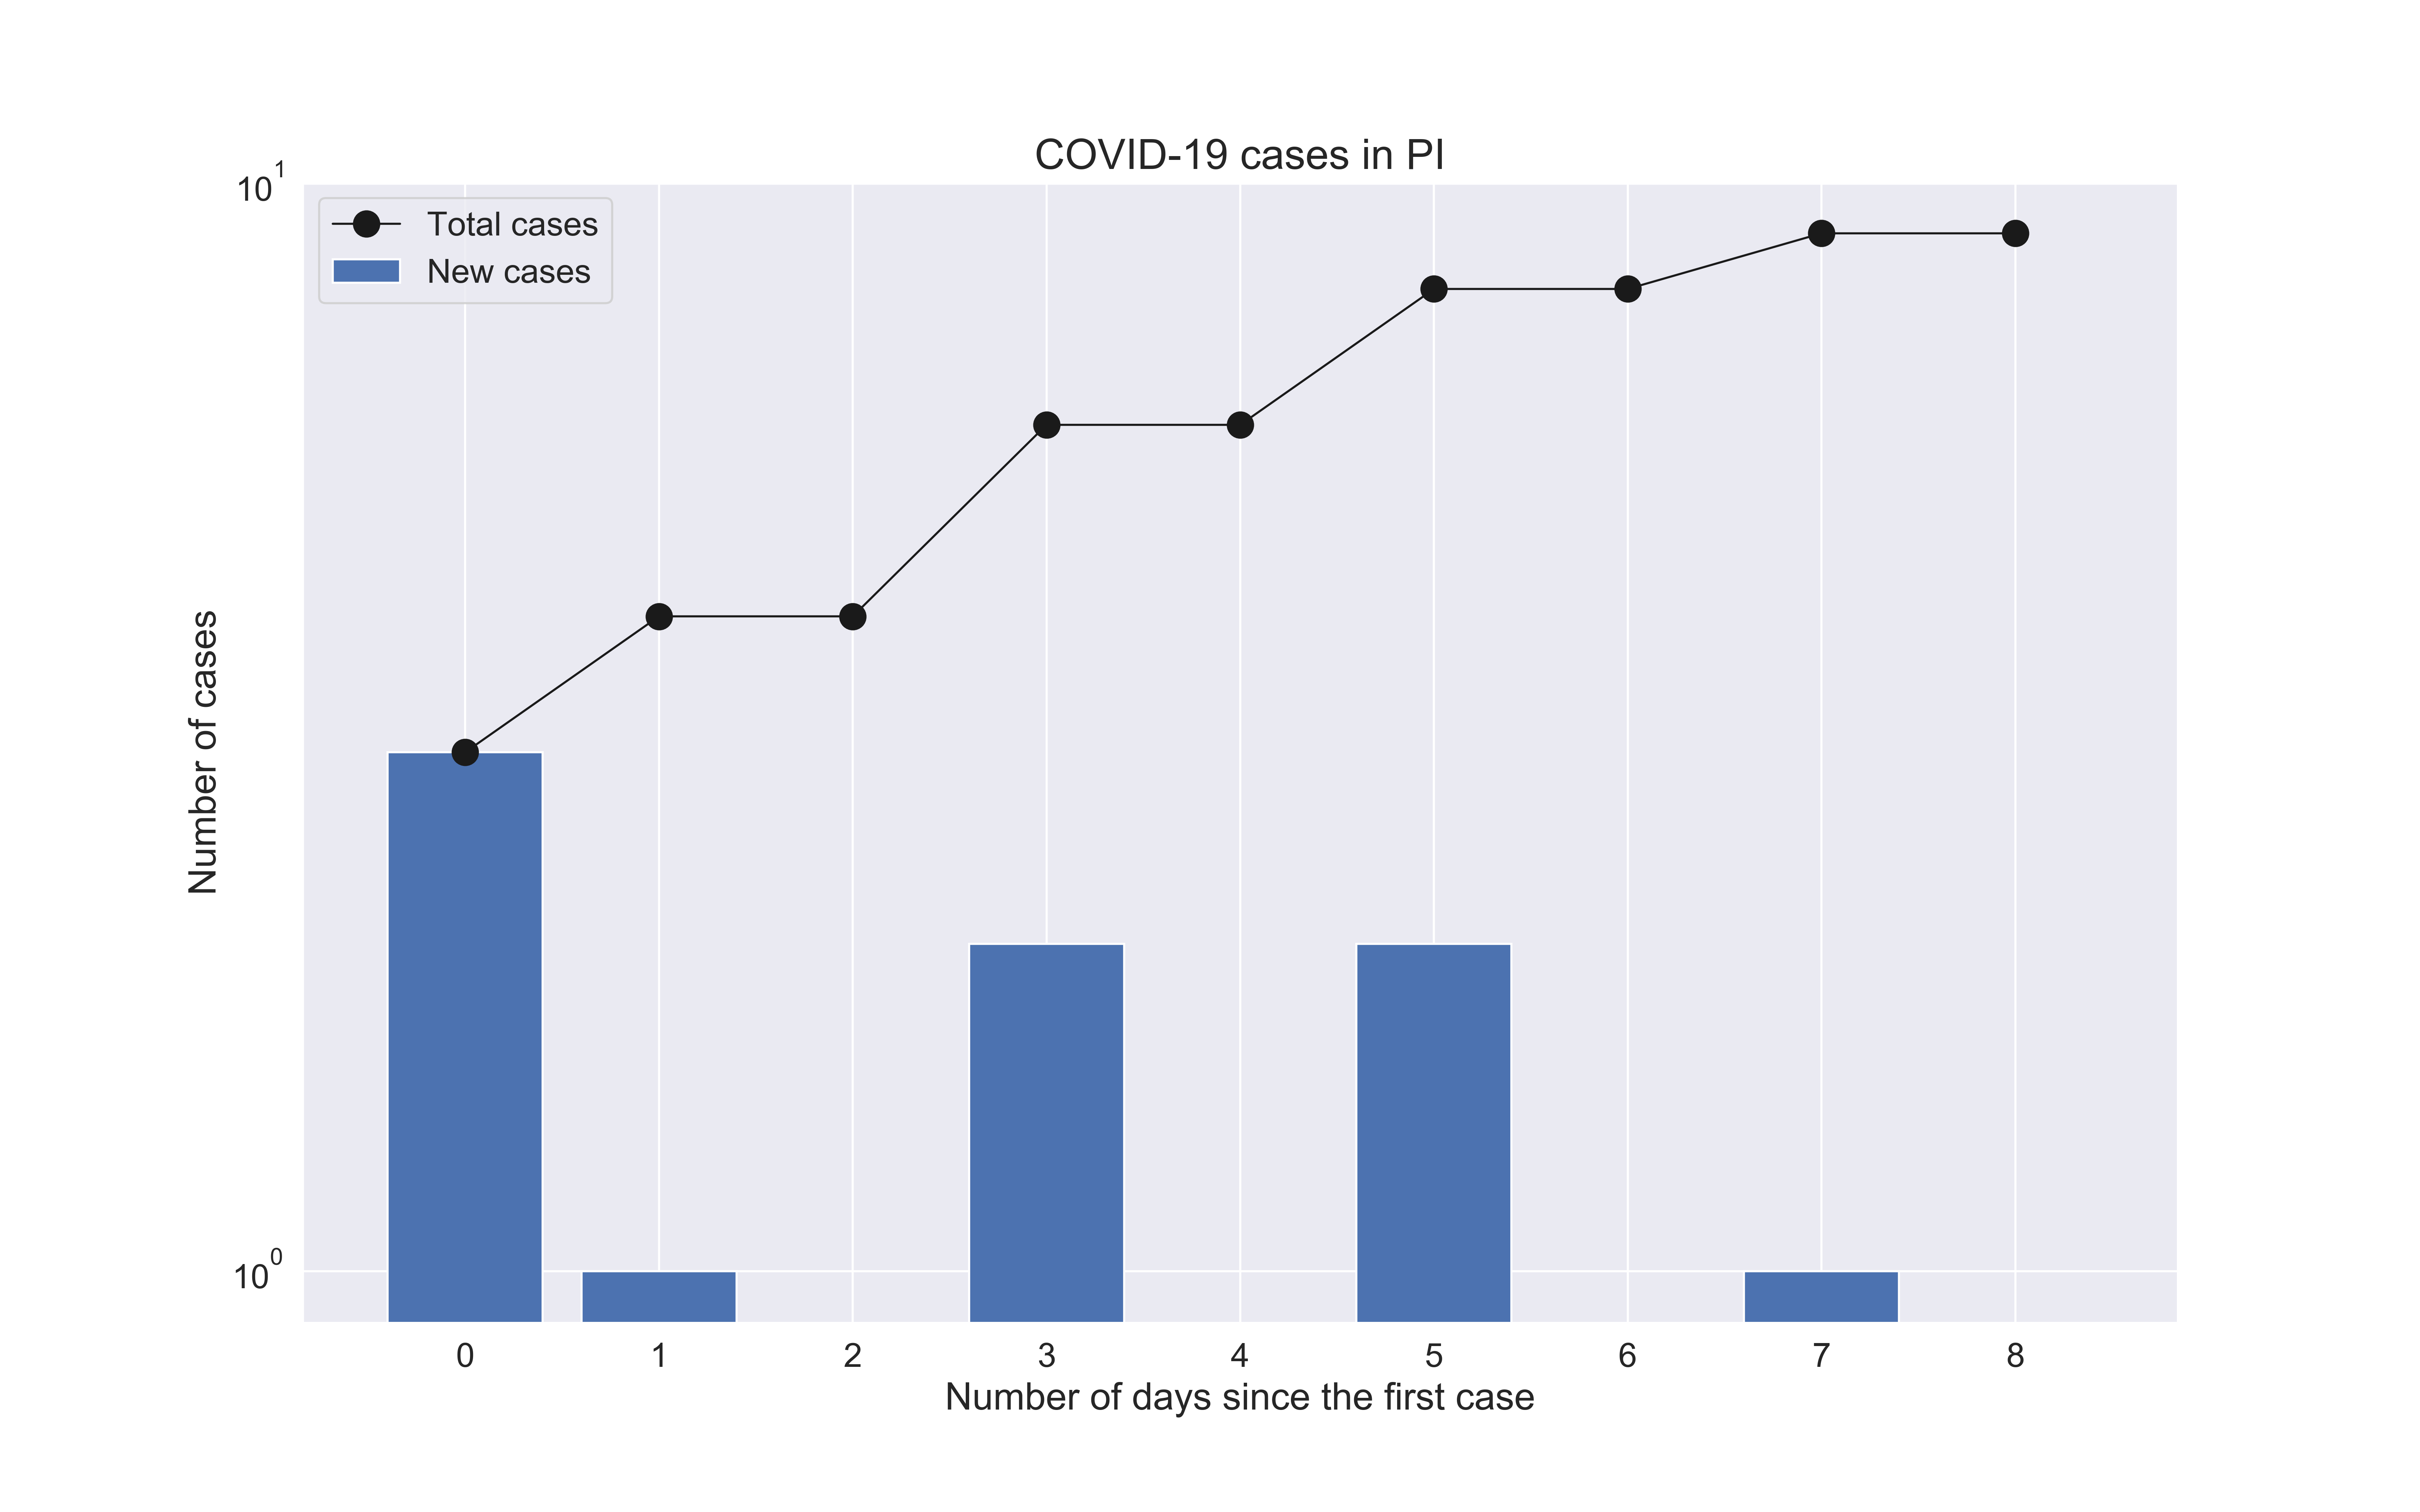 COVID-19 cases in PI
10^1
Total cases
New cases
Number of cases
10^0
0 1 2 3 4 5 6 7 8
Number of days since the first case